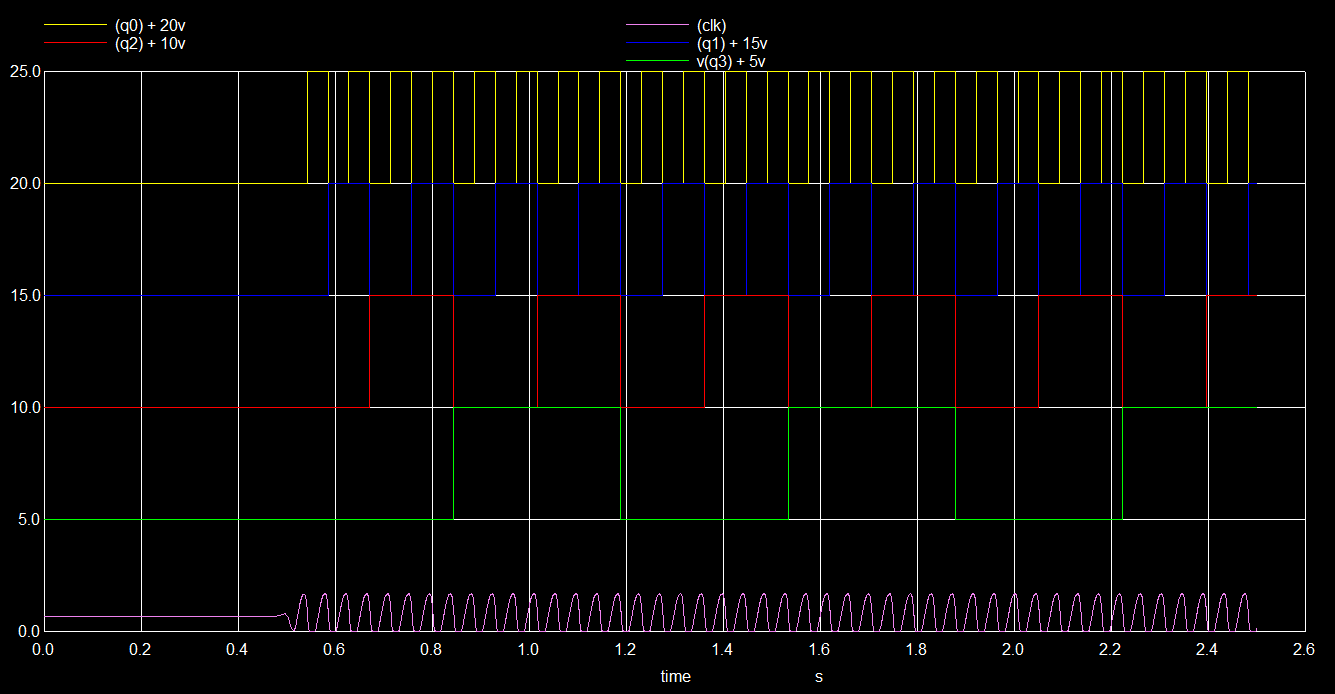 (q0) + 20v
(clk)
(q2) + 10v
(q1) + 15v
v(q3) + 5v
25.0
20.0
15.0
10.0
5.0
0.0
0.0 0.2 0.4 0.6 0.8 1.0 1.2 1.4 1.6 1.8 2.0 2.2 2.4 2.6
time s